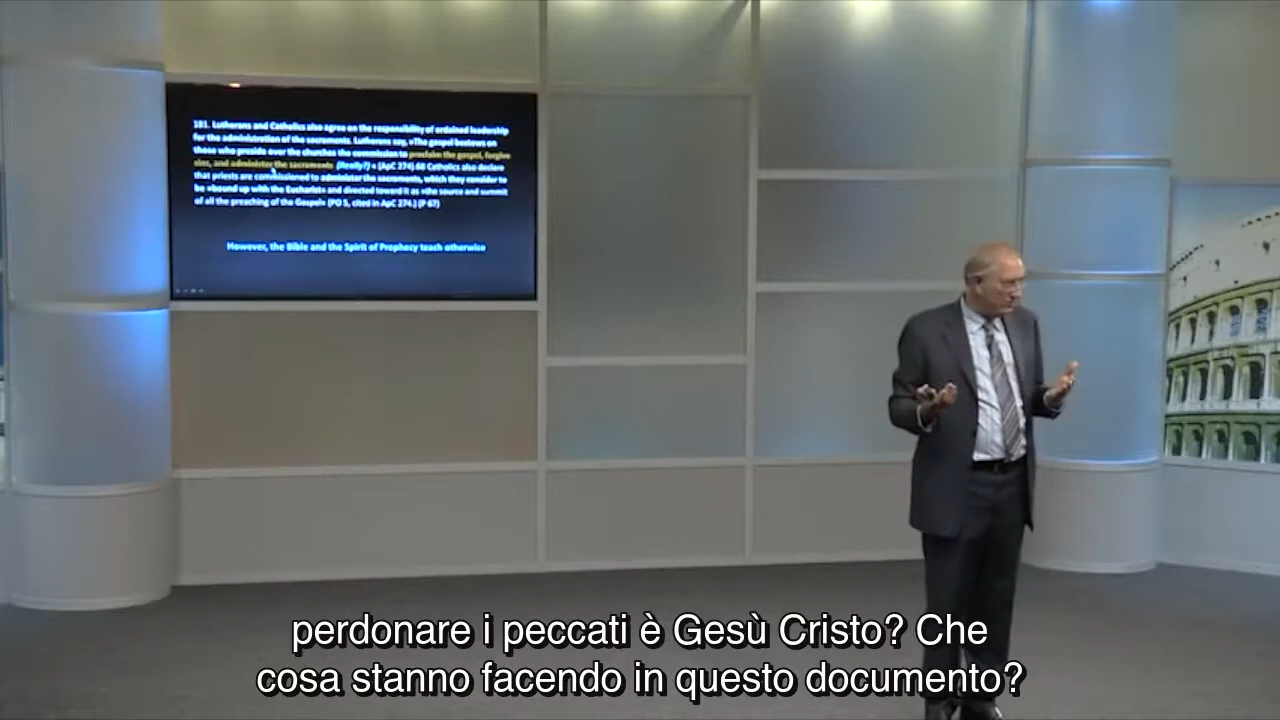 181. Lutherans and Catholics also agree on the responsibility of ordained leadership
for the administration of the sacraments. Lutherans say, »The gospel bestows on
those who preside over the churches the commission to proclaim the gospel, forgive
sins, and administer the sacraments (Really?) « (ApC 274).68 Catholics also declare
that priests are commissioned to administer the sacraments, which they consider to
be »bound up with the Eucharist« and directed toward it as »the source and summit
of all the preaching of the Gospel« (PO 5, cited in ApC 274.) (P 67)
However, the Bible and the Spirit of Prophecy teach otherwise
perdonare i peccati è Gesù Cristo? Che
cosa stanno facendo in questo documento?